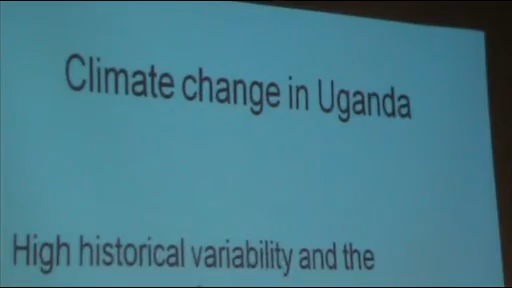 Climate change in Uganda
High historical variability and the